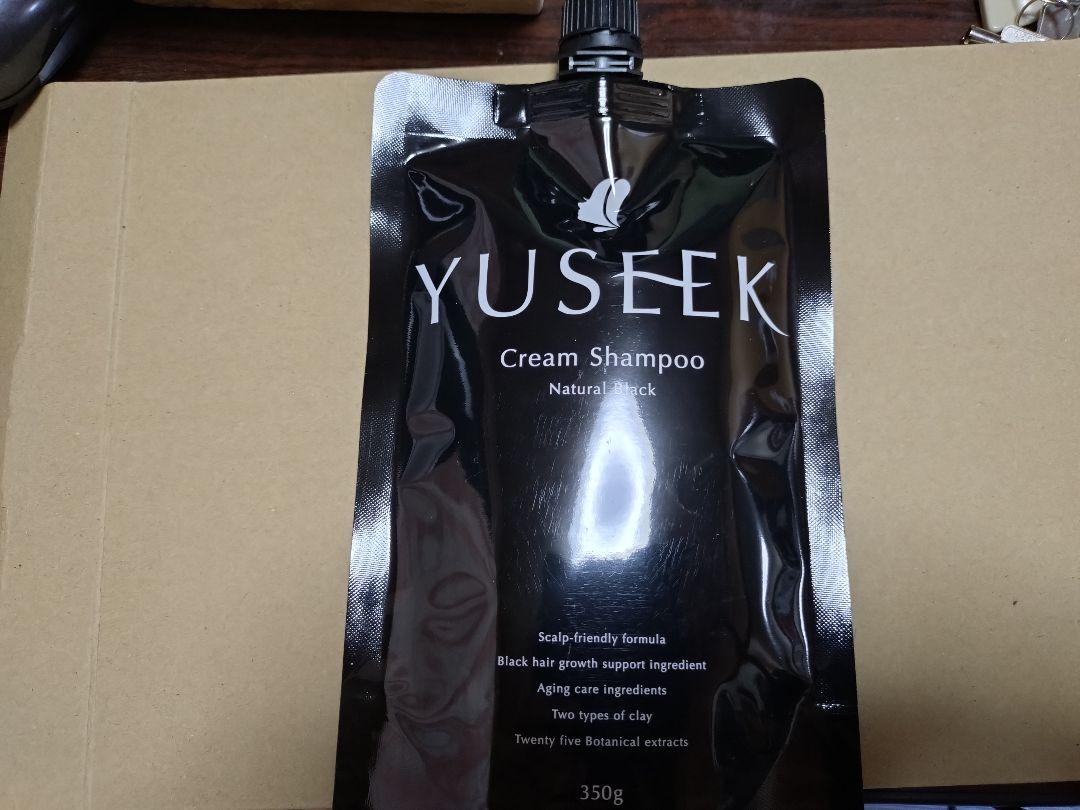 YUSEEK
Cream Shampoo
Natural Black
Scalp-friendly formula
Black hair growth support ingredient
Aging care ingredients
Two types of clay
Twenty five Botanical extracts
350g